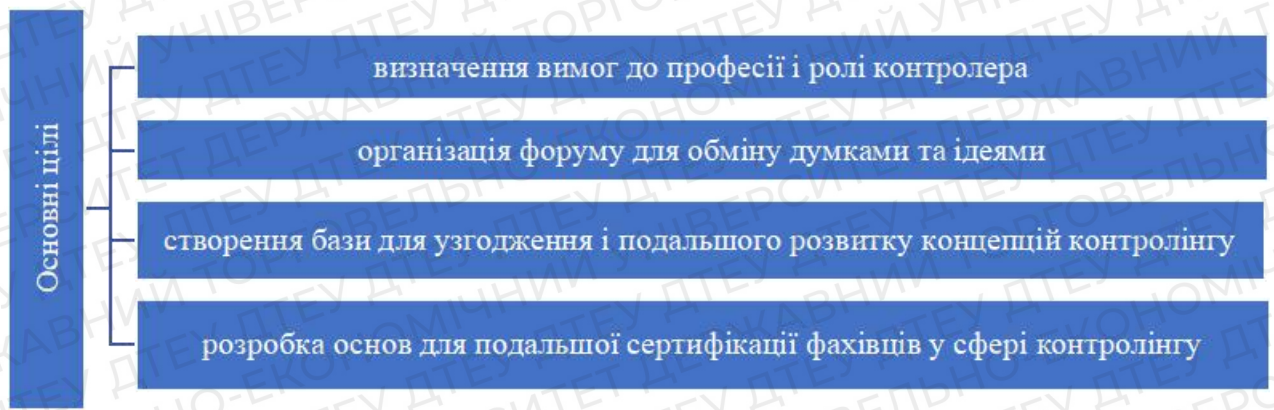 Основні цілі
визначення вимог до професії і ролі контролера
організація форуму для обміну думками та ідеями
створення бази для узгодження і подальшого розвитку концепцій контролінгу
розробка основ для подальшої сертифікації фахівців у сфері контролінгу